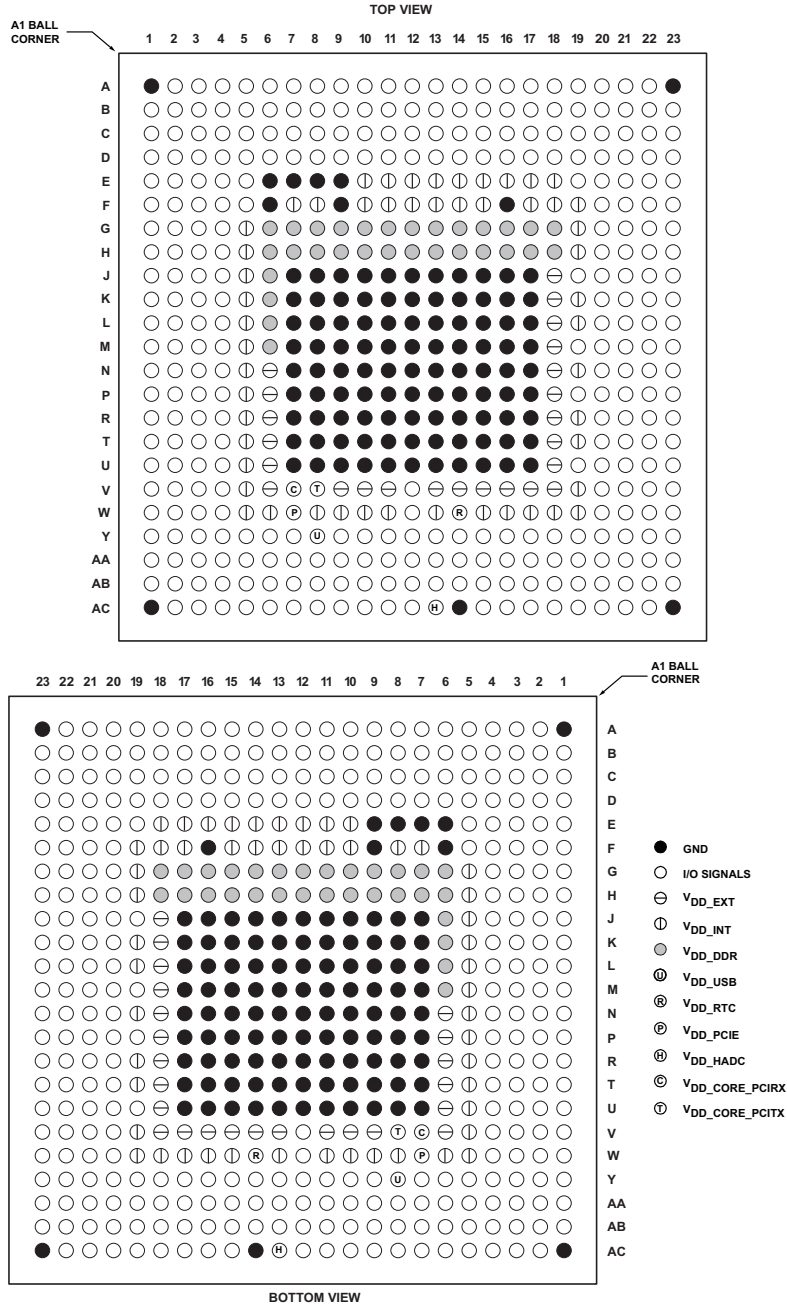 TOP VIEW
A1 BALL
CORNER
1 2 3 4 5 6 7 8 9 10 11 12 13 14 15 16 17 18 19 20 21 22 23
A
B
C
D
E
F
G
H
J
K
L
M
N
P
R
T
U
V C T
W P R
Y U
AA
AB
AC H
A1 BALL
CORNER
23 22 21 20 19 18 17 16 15 14 13 12 11 10 9 8 7 6 5 4 3 2 1
A
B
C
D
E
F
G
H
J
K
L
M
N
P
R
T
U
T C V
R P W
U Y
AA
AB
H AC
GND
I/O SIGNALS
VDD_EXT
VDD_INT
VDD_DDR
U VDD_USB
R VDD_RTC
P VDD_PCIE
H VDD_HADC
C VDD_CORE_PCIRX
T VDD_CORE_PCITX
BOTTOM VIEW